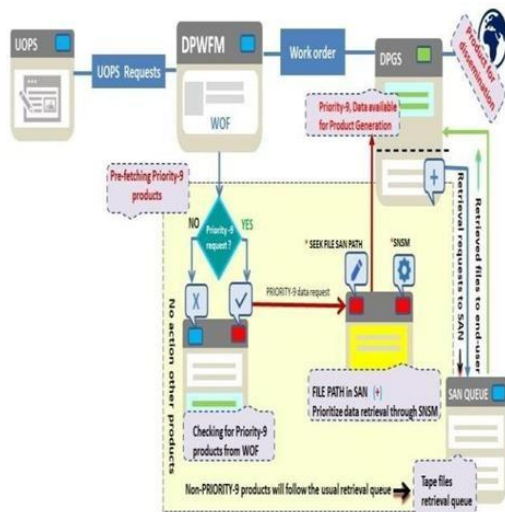 UOPS
UOPS Requests
DPWFM
WOF
Work order
DPGS
Product for
dissemination
Priority-9, Data available
for Product Generation
Pre-fetching Priority-9
products
NO
YES
Priority-9
request ?
* SEEK FILE SAN PATH
*SNSM
PRIORITY-9 data request
No action other products
Retrieval requests to SAN
Retrieved files to end-user
FILE PATH in SAN (+)
Prioritize data retrieval through SNSM
Checking for Priority-9
products from WOF
SAN QUEUE
Non-PRIORITY-9 products will follow the usual retrieval queue
Tape files
retrieval queue